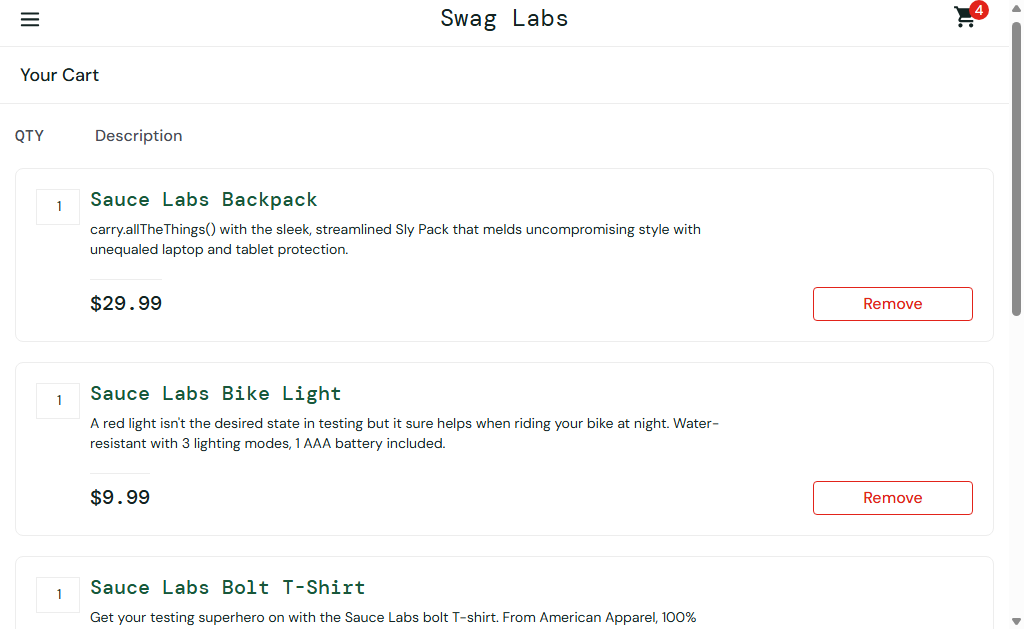 Swag Labs
4
Your Cart
QTY Description
1
Sauce Labs Backpack
carry.allTheThings() with the sleek, streamlined Sly Pack that melds uncompromising style with
unequaled laptop and tablet protection.
$29.99
Remove
1
Sauce Labs Bike Light
A red light isn't the desired state in testing but it sure helps when riding your bike at night. Water-
resistant with 3 lighting modes, 1 AAA battery included.
$9.99
Remove
1
Sauce Labs Bolt T-Shirt
Get your testing superhero on with the Sauce Labs bolt T-shirt. From American Apparel, 100%